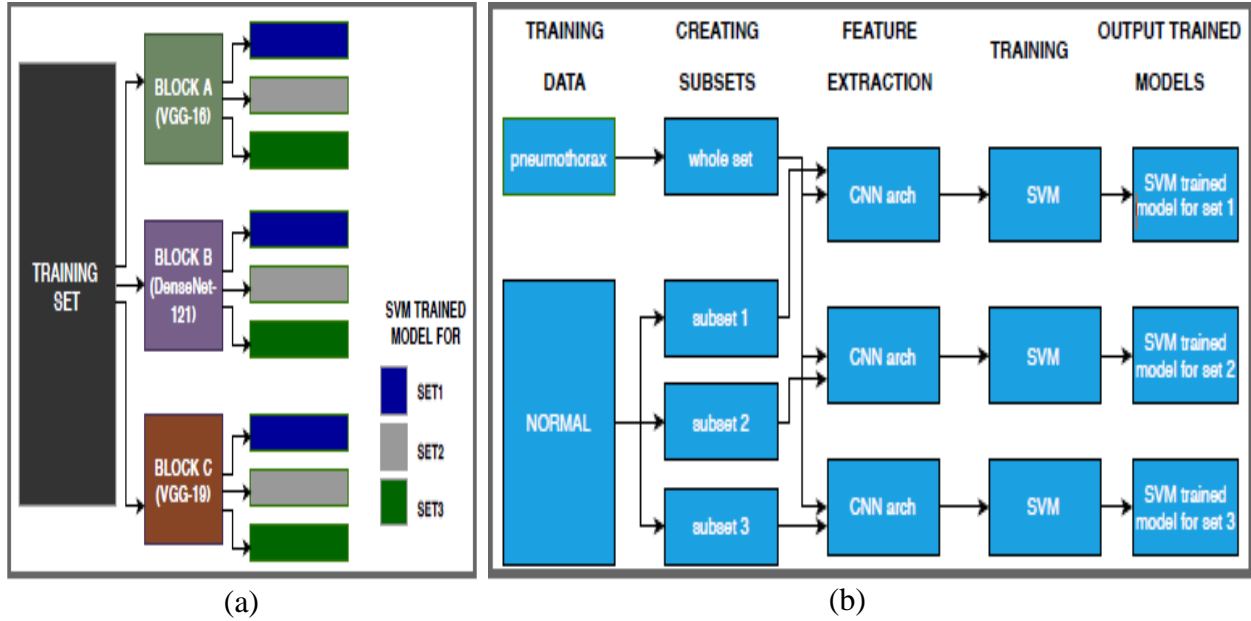 TRAINING
SET
BLOCK A
(VGG-16)
BLOCK B
(DenseNet-
121)
BLOCK C
(VGG-19)
SVM TRAINED
MODEL FOR
SET1
SET2
SET3
(a)
TRAINING
DATA
CREATING
SUBSETS
FEATURE
EXTRACTION
TRAINING
OUTPUT TRAINED
MODELS
pneumothorax
whole set
CNN arch
SVM
SVM trained
model for set 1
NORMAL
subset 1
subset 2
subset 3
CNN arch
SVM
SVM trained
model for set 2
CNN arch
SVM
SVM trained
model for set 3
(b)